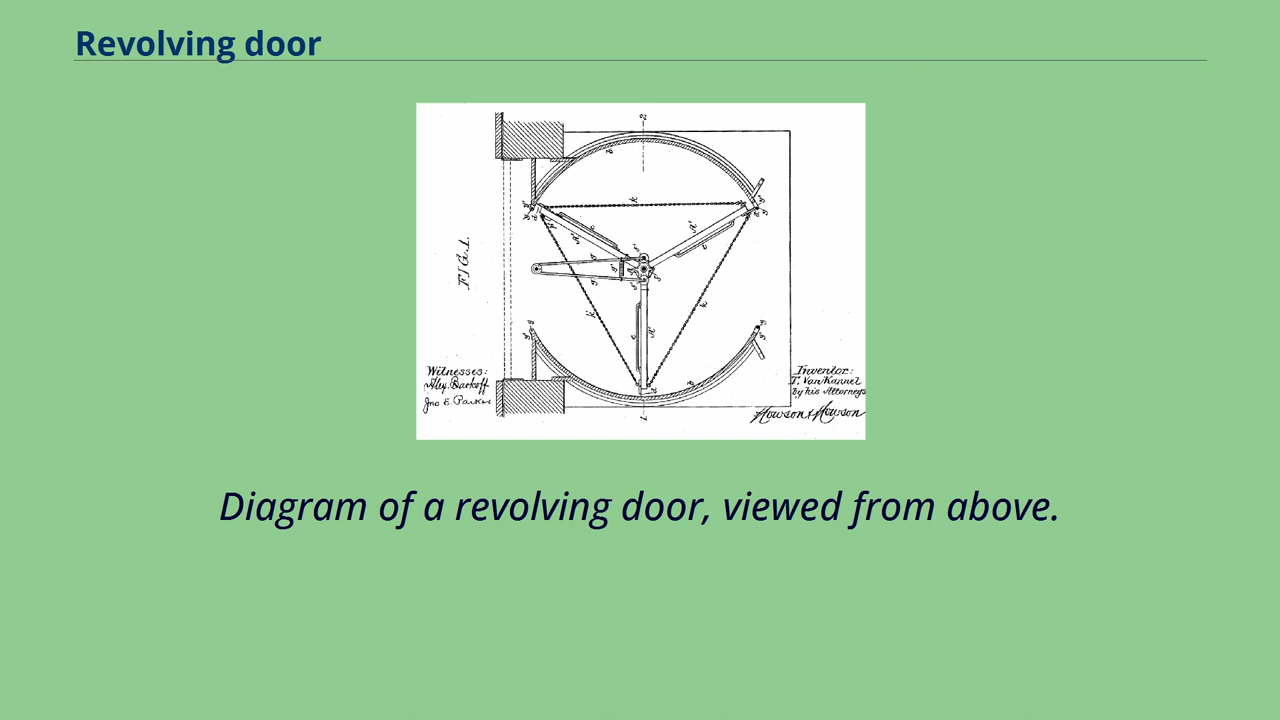 Revolving door
FIG.1.
Witnesses:
Inventor:
T. Van Kannel
by his Attorneys
Howson & Howson
Diagram of a revolving door, viewed from above.